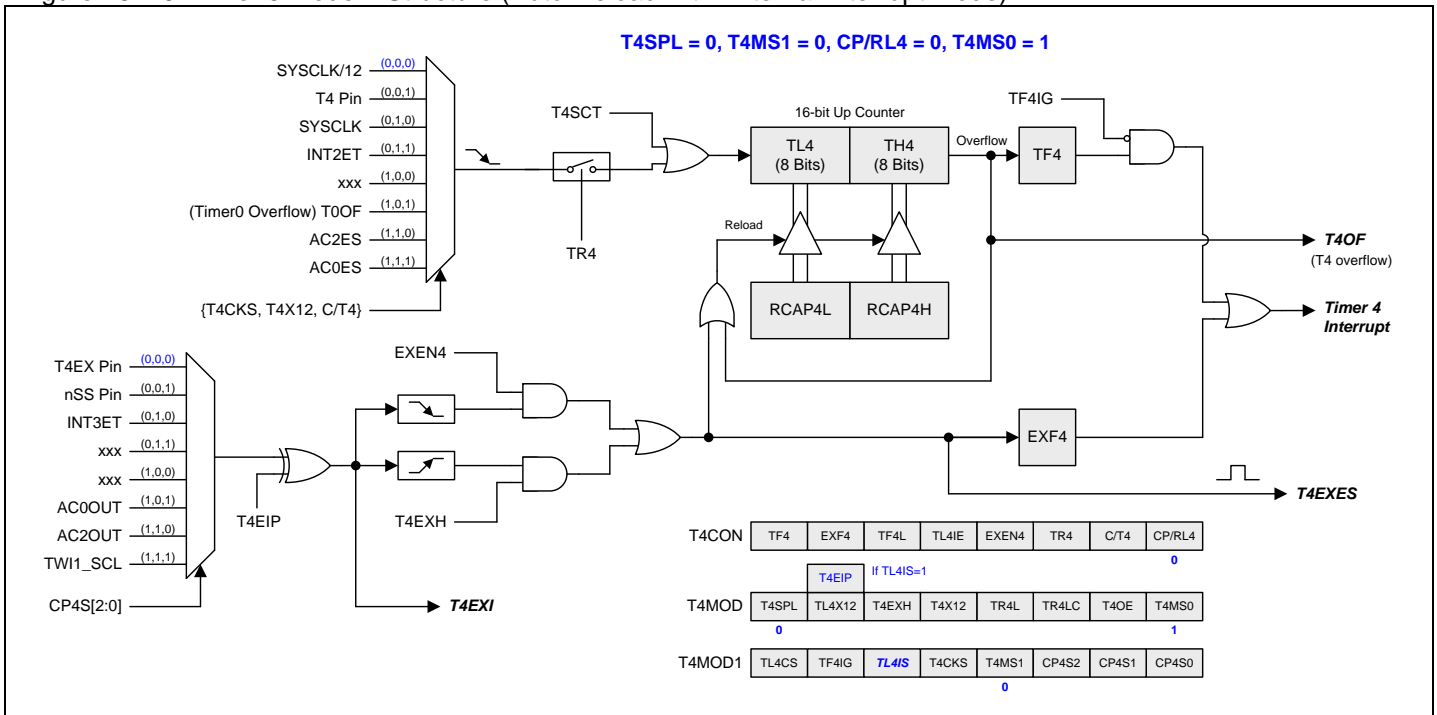 T4SPL = 0, T4MS1 = 0, CP/RL4 = 0, T4MS0 = 1
SYSCLK/12 (0,0,0)
T4 Pin (0,0,1)
SYSCLK (0,1,0)
INT2ET (0,1,1)
xxx (1,0,0)
(Timer0 Overflow) T0OF (1,0,1)
AC2ES (1,1,0)
AC0ES (1,1,1)
{T4CKS, T4X12, C/T4}
TR4
T4SCT
16-bit Up Counter
TL4
(8 Bits)
TH4
(8 Bits)
Overflow
TF4
TF4IG
Reload
RCAP4L
RCAP4H
T4OF
(T4 overflow)
Timer 4
Interrupt
T4EX Pin (0,0,0)
nSS Pin (0,0,1)
INT3ET (0,1,0)
xxx (0,1,1)
xxx (1,0,0)
AC0OUT (1,0,1)
AC2OUT (1,1,0)
TWI1_SCL (1,1,1)
CP4S[2:0]
T4EIP
EXEN4
T4EXH
T4EXI
EXF4
T4EXES
T4CON TF4 EXF4 TF4L TL4IE EXEN4 TR4 C/T4 CP/RL4
0
T4EIP If TL4IS=1
T4MOD T4SPL TL4X12 T4EXH T4X12 TR4L TR4LC T4OE T4MS0
0 1
T4MOD1 TL4CS TF4IG TL4IS T4CKS T4MS1 CP4S2 CP4S1 CP4S0
0